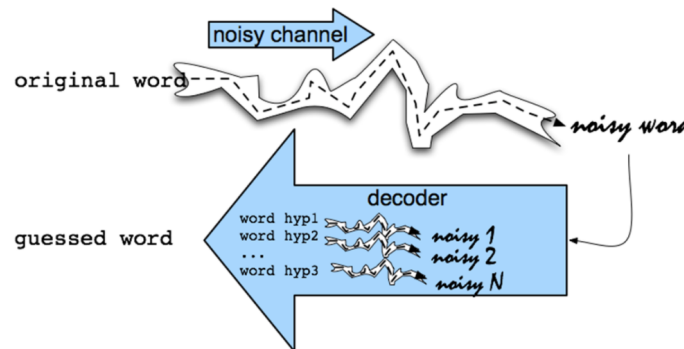 noisy channel
original word
noisy word
decoder
word hyp1
noisy 1
word hyp2
noisy 2
...
word hyp3
noisy N
guessed word